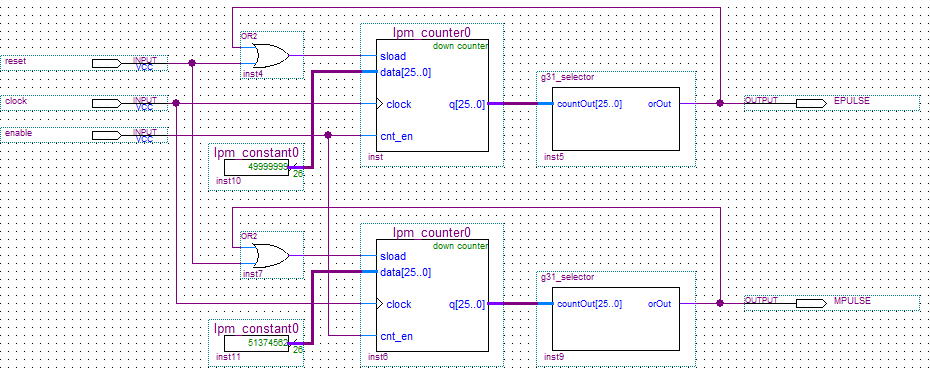 OR2
lpm_counter0
down counter
reset
INPUT
VCC
sload
inst4
data[25..0]
g31_selector
clock
INPUT
VCC
clock
q[25..0]
countOut[25..0]
orOut
OUTPUT
EPULSE
enable
INPUT
VCC
cnt_en
lpm_constant0
inst
inst5
49999999
26
inst10
OR2
lpm_counter0
down counter
sload
inst7
data[25..0]
g31_selector
clock
q[25..0]
countOut[25..0]
orOut
OUTPUT
MPULSE
lpm_constant0
cnt_en
51374562
26
inst11
inst6
inst9